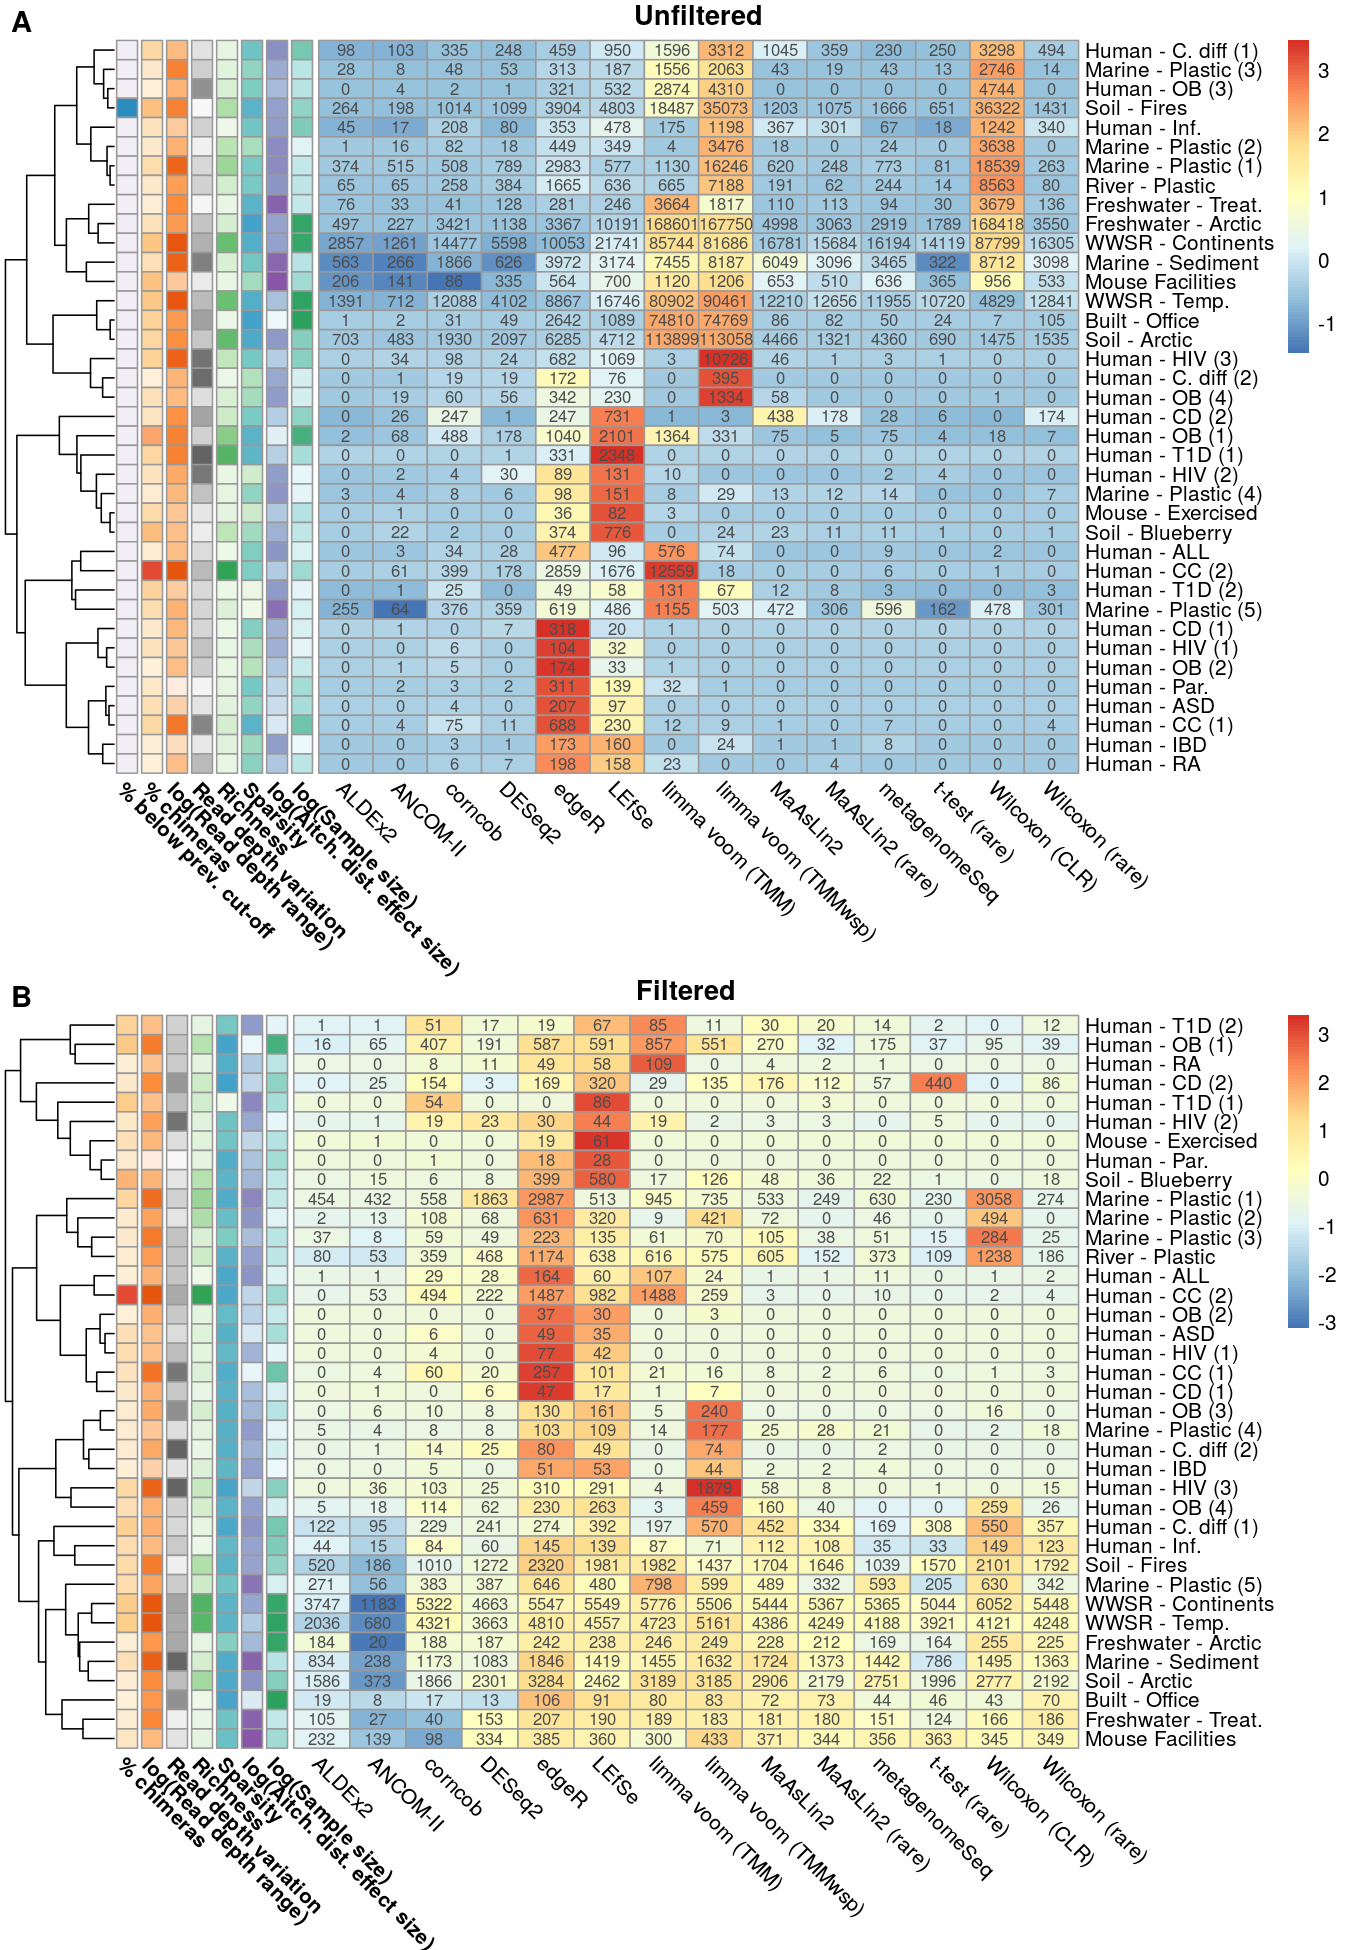 A
Unfiltered
98 103 335 248 459 950 1596 3312 1045 359 230 250 3298 494 Human - C. diff (1)
28 8 48 53 313 187 1556 2063 43 19 43 13 2746 14 Marine - Plastic (3)
0 4 2 1 321 532 2874 4310 0 0 0 0 4744 0 Human - OB (3)
264 198 1014 1099 3904 4803 18487 35073 1203 1075 1666 651 36322 1431 Soil - Fires
45 17 208 80 353 478 175 1198 367 301 67 18 1242 340 Human - Inf.
1 16 82 18 449 349 4 3476 18 0 24 0 3638 0 Marine - Plastic (2)
374 515 508 789 2983 577 1130 16246 620 248 773 81 18539 263 Marine - Plastic (1)
65 65 258 384 1665 636 665 7188 191 62 244 14 8563 80 River - Plastic
76 33 41 128 281 246 3664 1817 110 113 94 30 3679 136 Freshwater - Treat.
497 227 3421 1138 3367 10191 168601 167750 4998 3063 2919 1789 168418 3550 Freshwater - Arctic
2857 1261 14477 5598 10053 21741 85744 81686 16781 15684 16194 14119 87799 16305 WWSR - Continents
563 266 1866 626 3972 3174 7455 8187 6049 3096 3465 322 8712 3098 Marine - Sediment
206 141 86 335 564 700 1120 1206 653 510 636 365 956 533 Mouse Facilities
1391 712 12088 4102 8867 16746 80902 90461 12210 12656 11955 10720 4829 12841 WWSR - Temp.
1 2 31 49 2642 1089 74810 74769 86 82 50 24 7 105 Built - Office
703 483 1930 2097 6285 4712 113899 113058 4466 1321 4360 690 1475 1535 Soil - Arctic
0 34 98 24 682 1069 3 10726 46 1 3 1 0 0 Human - HIV (3)
0 1 19 19 172 76 0 395 0 0 0 0 0 0 Human - C. diff (2)
0 19 60 56 342 230 0 1334 58 0 0 0 1 0 Human - OB (4)
0 26 247 1 247 731 1 3 438 178 28 6 0 174 Human - CD (2)
2 68 488 178 1040 2101 1364 331 75 5 75 4 18 7 Human - OB (1)
0 0 0 1 331 2348 0 0 0 0 0 0 0 0 Human - T1D (1)
0 2 4 30 89 131 10 0 0 0 2 4 0 0 Human - HIV (2)
3 4 8 6 98 151 8 29 13 12 14 0 0 7 Marine - Plastic (4)
0 1 0 0 36 82 3 0 0 0 0 0 0 0 Mouse - Exercised
0 22 2 0 374 776 0 24 23 11 11 1 0 1 Soil - Blueberry
0 3 34 28 477 96 576 74 0 0 9 0 2 0 Human - ALL
0 61 399 178 2859 1676 12559 18 0 0 6 0 1 0 Human - CC (2)
0 1 25 0 49 58 131 67 12 8 3 0 0 3 Human - T1D (2)
255 64 376 359 619 486 1155 503 472 306 596 162 478 301 Marine - Plastic (5)
0 1 0 7 318 20 1 0 0 0 0 0 0 0 Human - CD (1)
0 0 6 0 104 32 0 0 0 0 0 0 0 0 Human - HIV (1)
0 1 5 0 174 33 1 0 0 0 0 0 0 0 Human - OB (2)
0 2 3 2 311 139 32 1 0 0 0 0 0 0 Human - Par.
0 0 4 0 207 97 0 0 0 0 0 0 0 0 Human - ASD
0 4 75 11 688 230 12 9 1 0 7 0 0 4 Human - CC (1)
0 0 3 1 173 160 0 24 1 1 8 0 0 0 Human - IBD
0 0 6 7 198 158 23 0 0 4 0 0 0 0 Human - RA
3
2
1
0
-1
% below prev. cut-off
% chimeras
log(Read depth range)
Read depth variation
Richness
Sparsity
log(Aitch. dist. effect size)
log(Sample size)
ALDEx2
ANCOM-II
corncob
DESeq2
edgeR
LEfSe
limma voom (TMM)
limma voom (TMMwsp)
MaAsLin2
MaAsLin2 (rare)
metagenomeSeq
t-test (rare)
Wilcoxon (CLR)
Wilcoxon (rare)
B
Filtered
1 1 51 17 19 67 85 11 30 20 14 2 0 12 Human - T1D (2)
16 65 407 191 587 591 857 551 270 32 175 37 95 39 Human - OB (1)
0 0 8 11 49 58 109 0 4 2 1 0 0 0 Human - RA
0 25 154 3 169 320 29 135 176 112 57 440 0 86 Human - CD (2)
0 0 54 0 0 86 0 0 0 3 0 0 0 0 Human - T1D (1)
0 1 19 23 30 44 19 2 3 3 0 5 0 0 Human - HIV (2)
0 1 0 0 19 61 0 0 0 0 0 0 0 0 Mouse - Exercised
0 0 1 0 18 28 0 0 0 0 0 0 0 0 Human - Par.
0 15 6 8 399 580 17 126 48 36 22 1 0 18 Soil - Blueberry
454 432 558 1863 2987 513 945 735 533 249 630 230 3058 274 Marine - Plastic (1)
2 13 108 68 631 320 9 421 72 0 46 0 494 0 Marine - Plastic (2)
37 8 59 49 223 135 61 70 105 38 51 15 284 25 Marine - Plastic (3)
80 53 359 468 1174 638 616 575 605 152 373 109 1238 186 River - Plastic
1 1 29 28 164 60 107 24 1 1 11 0 1 2 Human - ALL
0 53 494 222 1487 982 1488 259 3 0 10 0 2 4 Human - CC (2)
0 0 0 0 37 30 0 3 0 0 0 0 0 0 Human - OB (2)
0 0 6 0 49 35 0 0 0 0 0 0 0 0 Human - ASD
0 0 4 0 77 42 0 0 0 0 0 0 0 0 Human - HIV (1)
0 4 60 20 257 101 21 16 8 2 6 0 1 3 Human - CC (1)
0 1 0 6 47 17 1 7 0 0 0 0 0 0 Human - CD (1)
0 6 10 8 130 161 5 240 0 0 0 0 16 0 Human - OB (3)
5 4 8 8 103 109 14 177 25 28 21 0 2 18 Marine - Plastic (4)
0 1 14 25 80 49 0 74 0 0 2 0 0 0 Human - C. diff (2)
0 0 5 0 51 53 0 44 2 2 4 0 0 0 Human - IBD
0 36 103 25 310 291 4 1879 58 8 0 1 0 15 Human - HIV (3)
5 18 114 62 230 263 3 459 160 40 0 0 259 26 Human - OB (4)
122 95 229 241 274 392 197 570 452 334 169 308 550 357 Human - C. diff (1)
44 15 84 60 145 139 87 71 112 108 35 33 149 123 Human - Inf.
520 186 1010 1272 2320 1981 1982 1437 1704 1646 1039 1570 2101 1792 Soil - Fires
271 56 383 387 646 480 798 599 489 332 593 205 630 342 Marine - Plastic (5)
3747 1183 5322 4663 5547 5549 5776 5506 5444 5367 5365 5044 6052 5448 WWSR - Continents
2036 680 4321 3663 4810 4557 4723 5161 4386 4249 4188 3921 4121 4248 WWSR - Temp.
184 20 188 187 242 238 246 249 228 212 169 164 255 225 Freshwater - Arctic
834 238 1173 1083 1846 1419 1455 1632 1724 1373 1442 786 1495 1363 Marine - Sediment
1586 373 1866 2301 3284 2462 3189 3185 2906 2179 2751 1996 2777 2192 Soil - Arctic
19 8 17 13 106 91 80 83 72 73 44 46 43 70 Built - Office
105 27 40 153 207 190 189 183 181 180 151 124 166 186 Freshwater - Treat.
232 139 98 334 385 360 300 433 371 344 356 363 345 349 Mouse Facilities
3
2
1
0
-1
-2
-3
% chimeras
log(Read depth range)
Read depth variation
Richness
Sparsity
log(Aitch. dist. effect size)
log(Sample size)
ALDEx2
ANCOM-II
corncob
DESeq2
edgeR
LEfSe
limma voom (TMM)
limma voom (TMMwsp)
MaAsLin2
MaAsLin2 (rare)
metagenomeSeq
t-test (rare)
Wilcoxon (CLR)
Wilcoxon (rare)